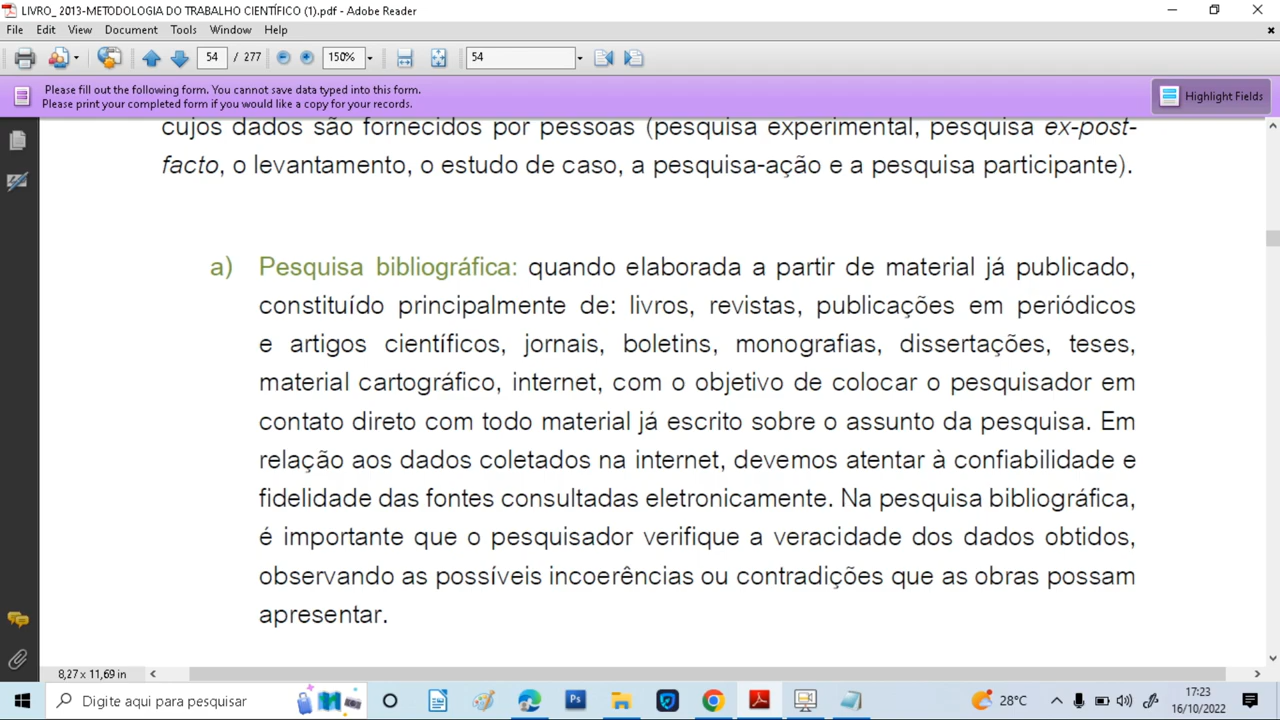 LIVRO_ 2013-METODOLOGIA DO TRABALHO CIENTÍFICO (1).pdf - Adobe Reader
File Edit View Document Tools Window Help
54 / 277 150% 54
Please fill out the following form. You cannot save data typed into this form.
Please print your completed form if you would like a copy for your records.
Highlight Fields
cujos dados são fornecidos por pessoas (pesquisa experimental, pesquisa ex-post-
facto, o levantamento, o estudo de caso, a pesquisa-ação e a pesquisa participante).
a) Pesquisa bibliográfica: quando elaborada a partir de material já publicado,
constituído principalmente de: livros, revistas, publicações em periódicos
e artigos científicos, jornais, boletins, monografias, dissertações, teses,
material cartográfico, internet, com o objetivo de colocar o pesquisador em
contato direto com todo material já escrito sobre o assunto da pesquisa. Em
relação aos dados coletados na internet, devemos atentar à confiabilidade e
fidelidade das fontes consultadas eletronicamente. Na pesquisa bibliográfica,
é importante que o pesquisador verifique a veracidade dos dados obtidos,
observando as possíveis incoerências ou contradições que as obras possam
apresentar.
8,27 x 11,69 in
Digite aqui para pesquisar
Ps
28°C
17:23
16/10/2022